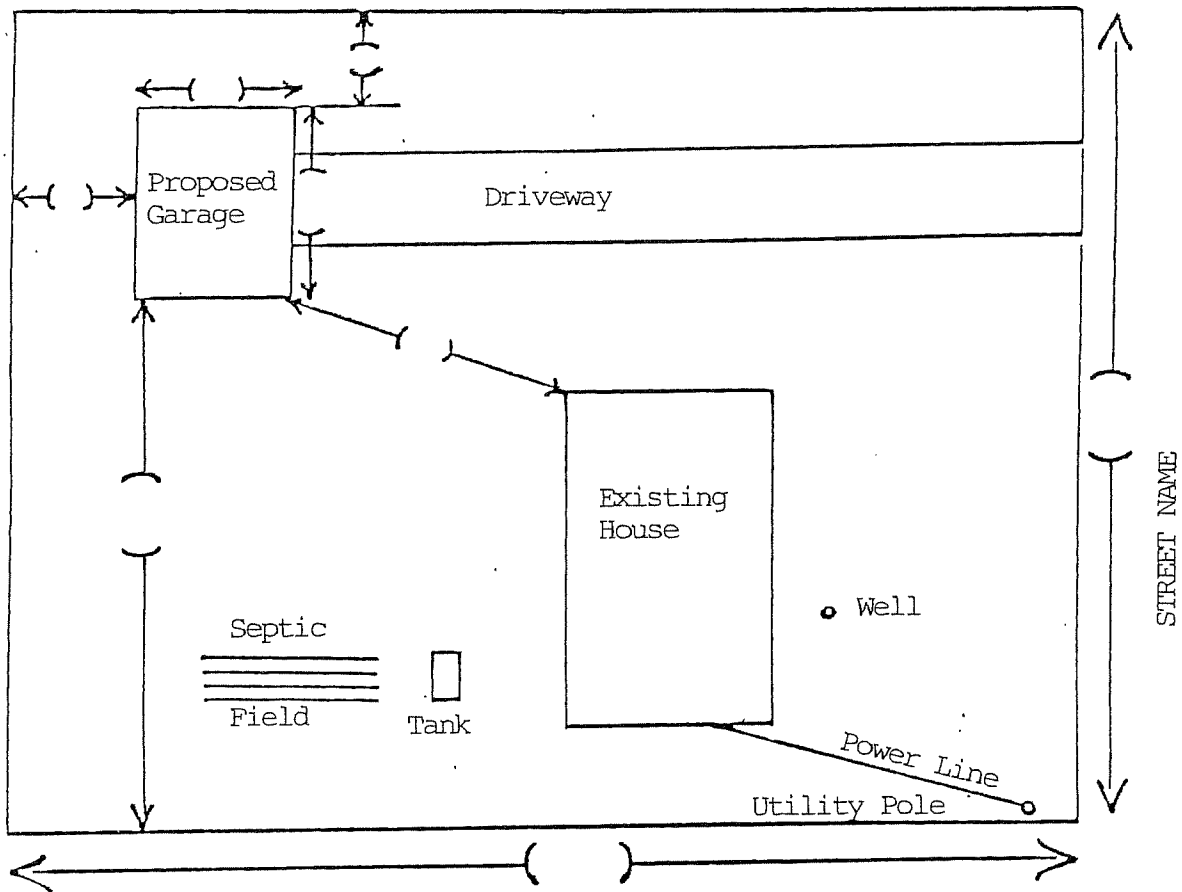 Proposed
Garage
Driveway
Existing
House
Well
Septic
Field
Tank
Power Line
Utility Pole
STREET NAME